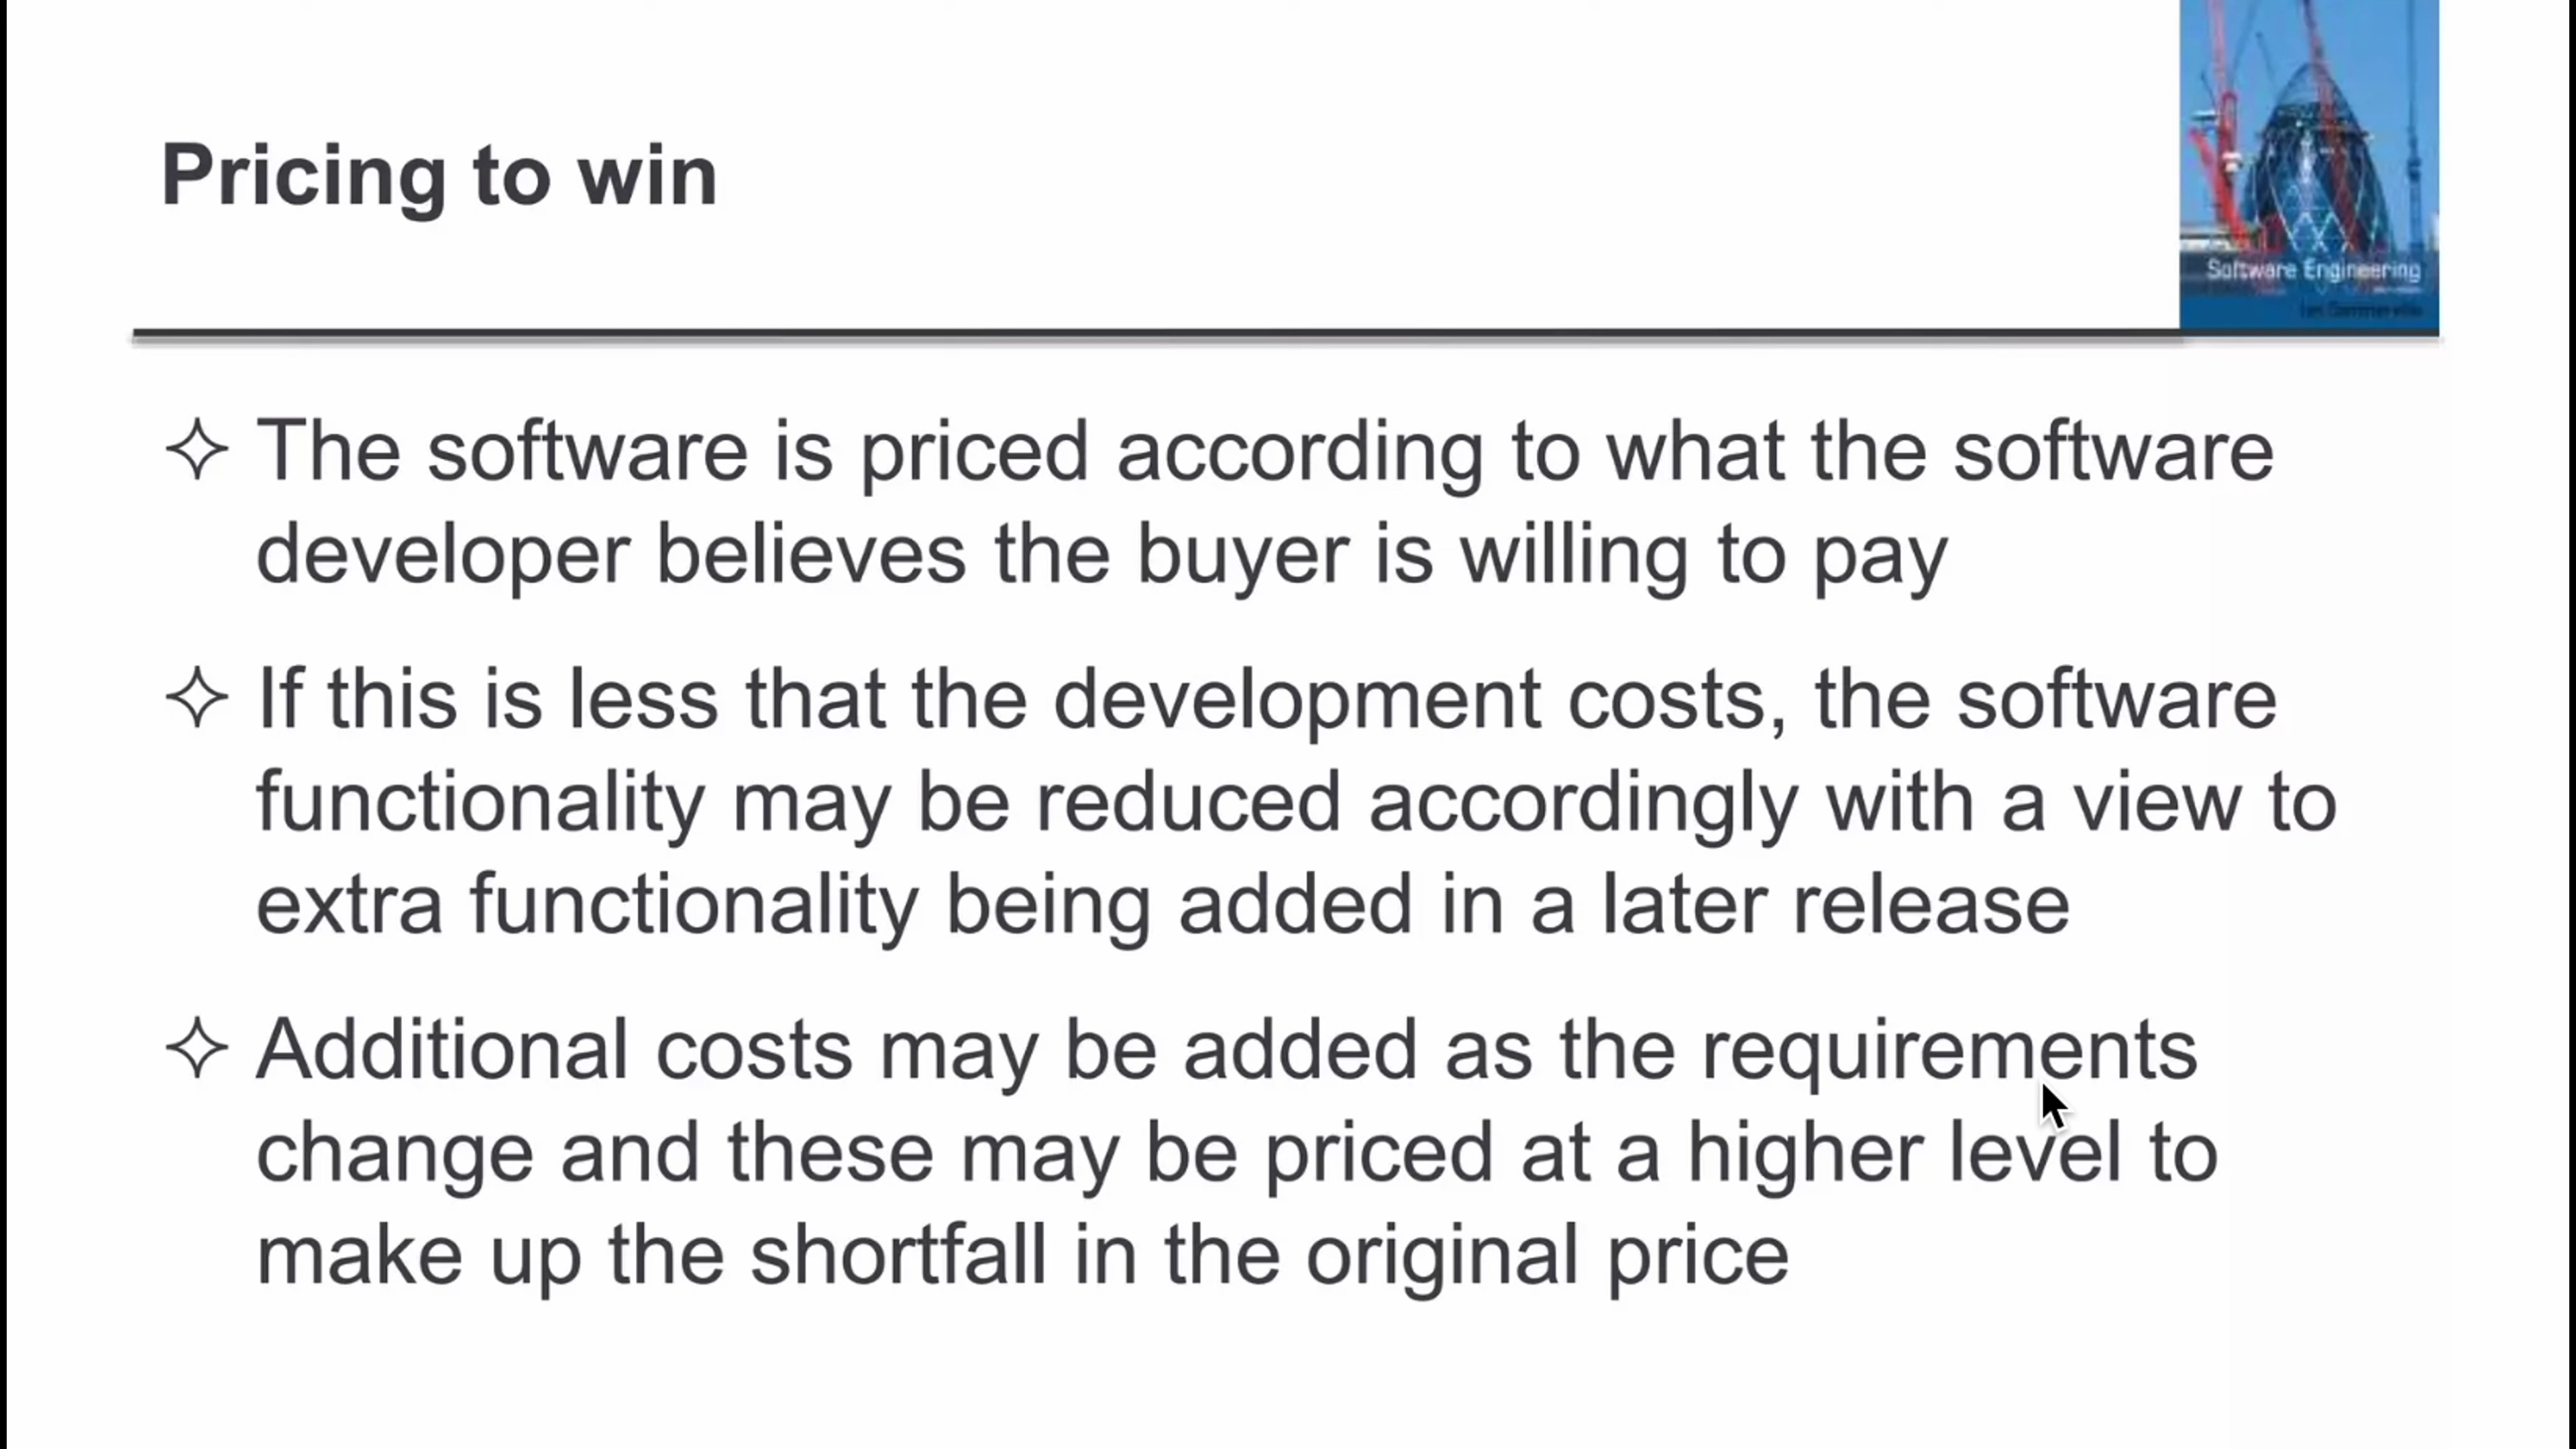 Pricing to win
Software Engineering
The software is priced according to what the software
developer believes the buyer is willing to pay
If this is less that the development costs, the software
functionality may be reduced accordingly with a view to
extra functionality being added in a later release
Additional costs may be added as the requirements
change and these may be priced at a higher level to
make up the shortfall in the original price